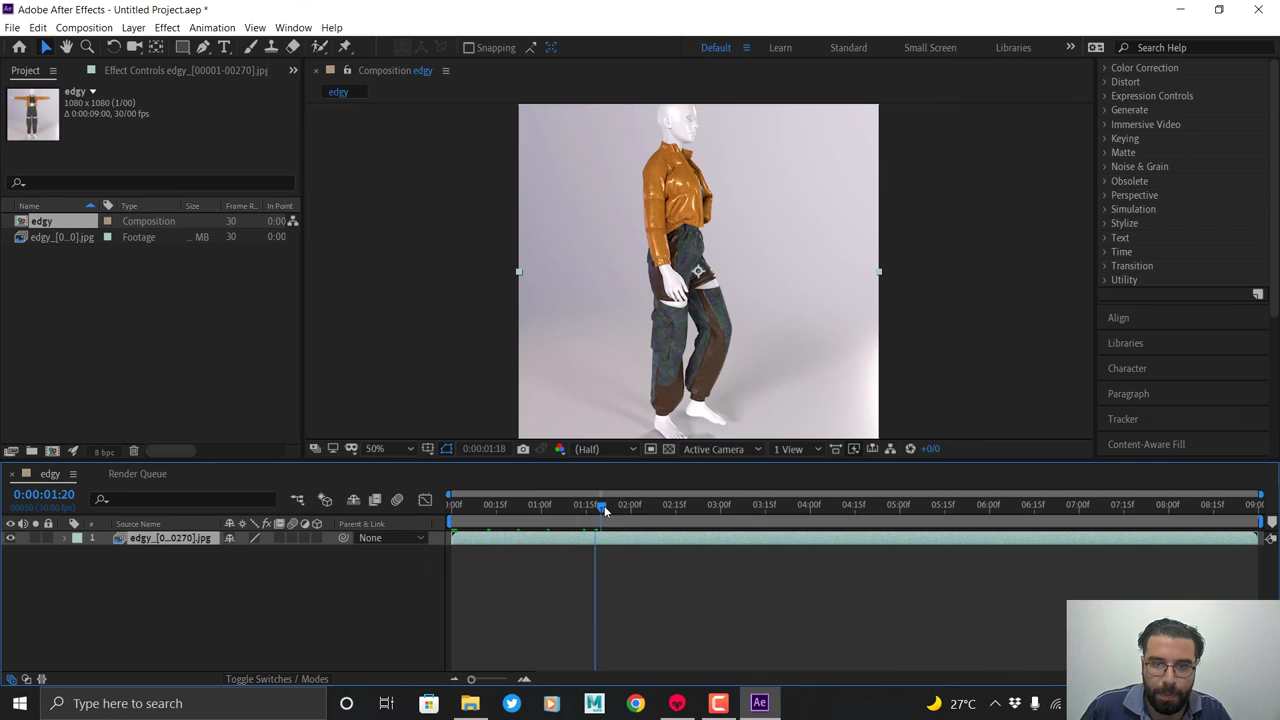 Adobe After Effects - Untitled Project.aep *
File Edit Composition Layer Effect Animation View Window Help
Snapping Default Learn Standard Small Screen Libraries Search Help
Project Effect Controls edgy_[00001-00270].jpg
Composition edgy
edgy
edgy
1080 x 1080 (1/00)
Δ 0:00:09:00, 30/00 fps
Name Type Size Frame R... In Point
edgy Composition 30 0:00
edgy_[0...0].jpg Footage ... MB 30 0:00
Color Correction
Distort
Expression Controls
Generate
Immersive Video
Keying
Matte
Noise & Grain
Obsolete
Perspective
Simulation
Stylize
Text
Time
Transition
Utility
Align
Libraries
Character
Paragraph
Tracker
Content-Aware Fill
8 bpc
50% 0:00:01:18 (Half) Active Camera 1 View +0/0
edgy Render Queue
0:00:01:20
00050 (30.00 fps)
):00f 00:15f 01:00f 01:15f 02:00f 02:15f 03:00f 03:15f 04:00f 04:15f 05:00f 05:15f 06:00f 06:15f 07:00f 07:15f 08:00f 08:15f 09:0
# Source Name Parent & Link
1 edgy_[0...0270].jpg None
Toggle Switches / Modes
Type here to search
27°C